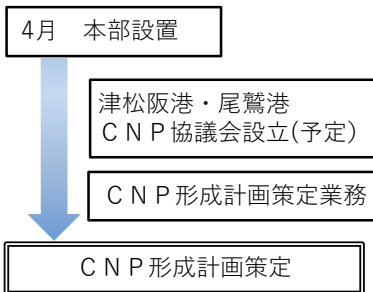 4月　本部設置
津松阪港・尾鷲港
ＣＮＰ協議会設立(予定)
ＣＮＰ形成計画策定業務
ＣＮＰ形成計画策定